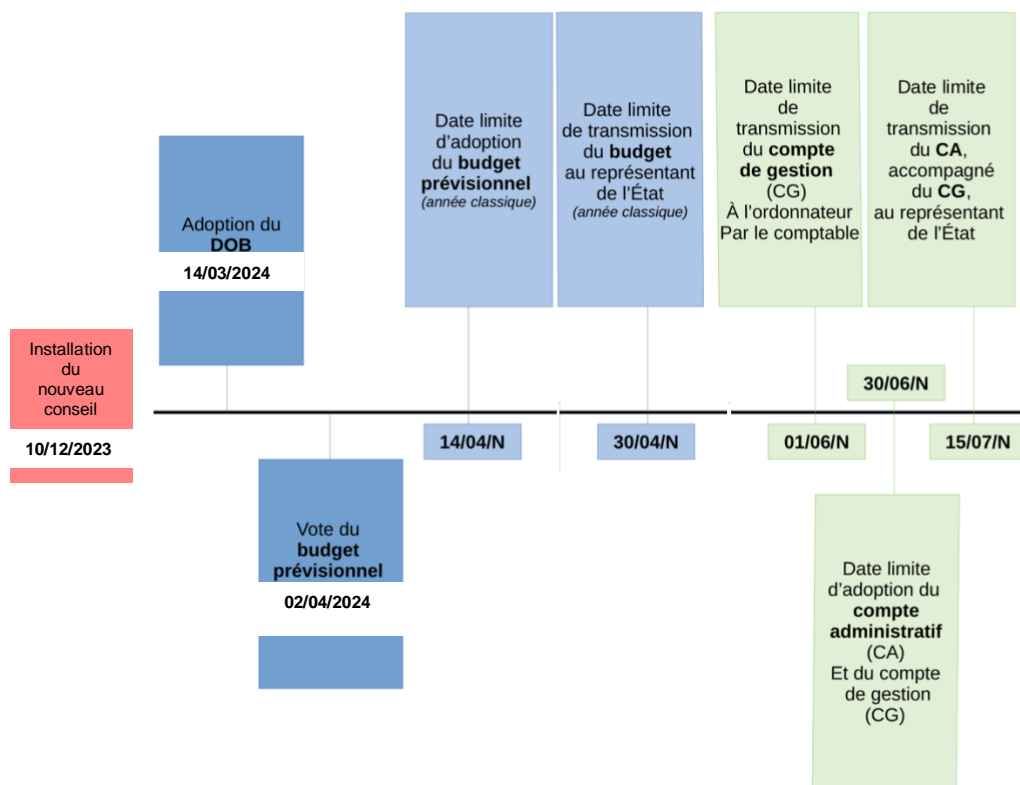 Installation
du
nouveau
conseil
10/12/2023
Adoption du
DOB
14/03/2024
Vote du
budget
prévisionnel
02/04/2024
Date limite
d'adoption
du budget
prévisionnel
(année classique)
14/04/N
Date limite
de transmission
du budget
au représentant
de l'État
(année classique)
30/04/N
Date limite
de
transmission
du compte
de gestion
(CG)
À l'ordonnateur
Par le comptable
01/06/N
30/06/N
Date limite
d'adoption du
compte
administratif
(CA)
Et du compte
de gestion
(CG)
Date limite
de
transmission
du CA,
accompagné
du CG,
au représentant
de l'État
15/07/N